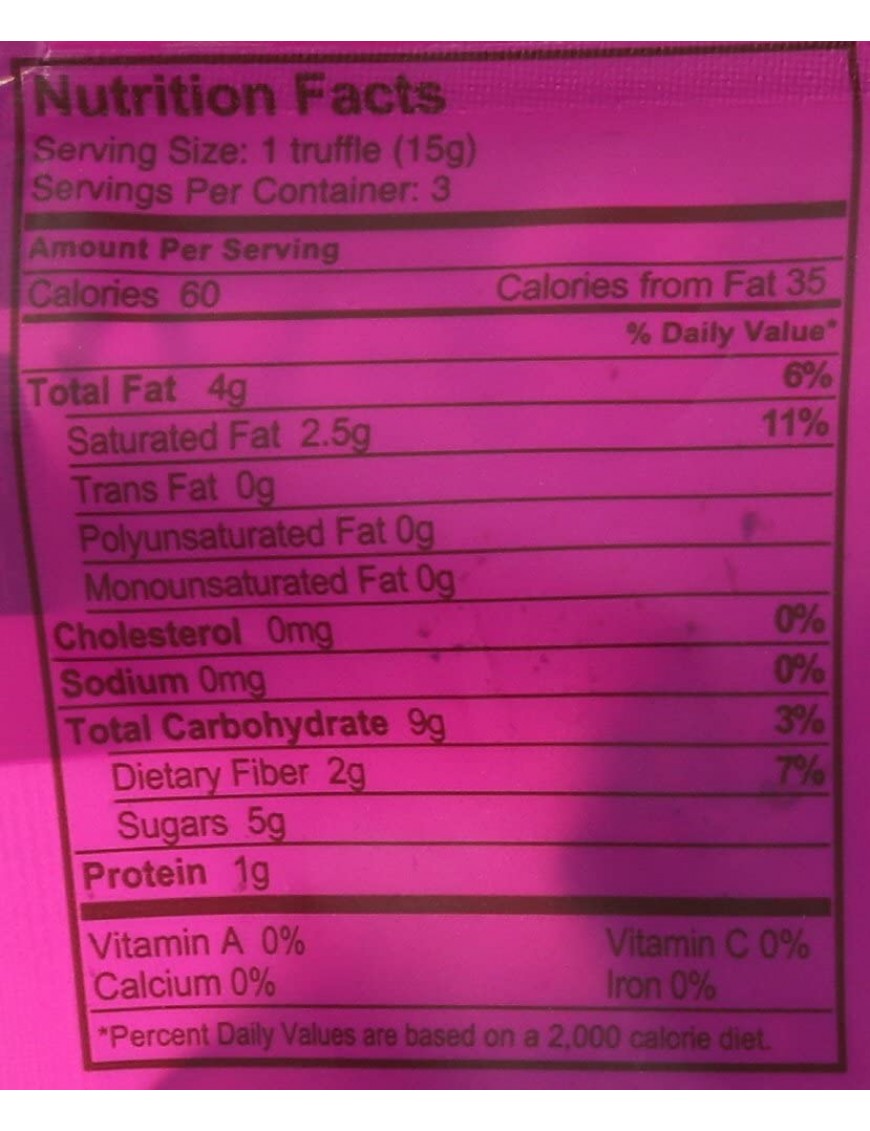 Nutrition Facts
Serving Size: 1 truffle (15g)
Servings Per Container: 3
Amount Per Serving
Calories 60 Calories from Fat 35
% Daily Value*
Total Fat 4g 6%
Saturated Fat 2.5g 11%
Trans Fat 0g
Polyunsaturated Fat 0g
Monounsaturated Fat 0g
Cholesterol 0mg 0%
Sodium 0mg 0%
Total Carbohydrate 9g 3%
Dietary Fiber 2g 7%
Sugars 5g
Protein 1g
Vitamin A 0% Vitamin C 0%
Calcium 0% Iron 0%
*Percent Daily Values are based on a 2,000 calorie diet.